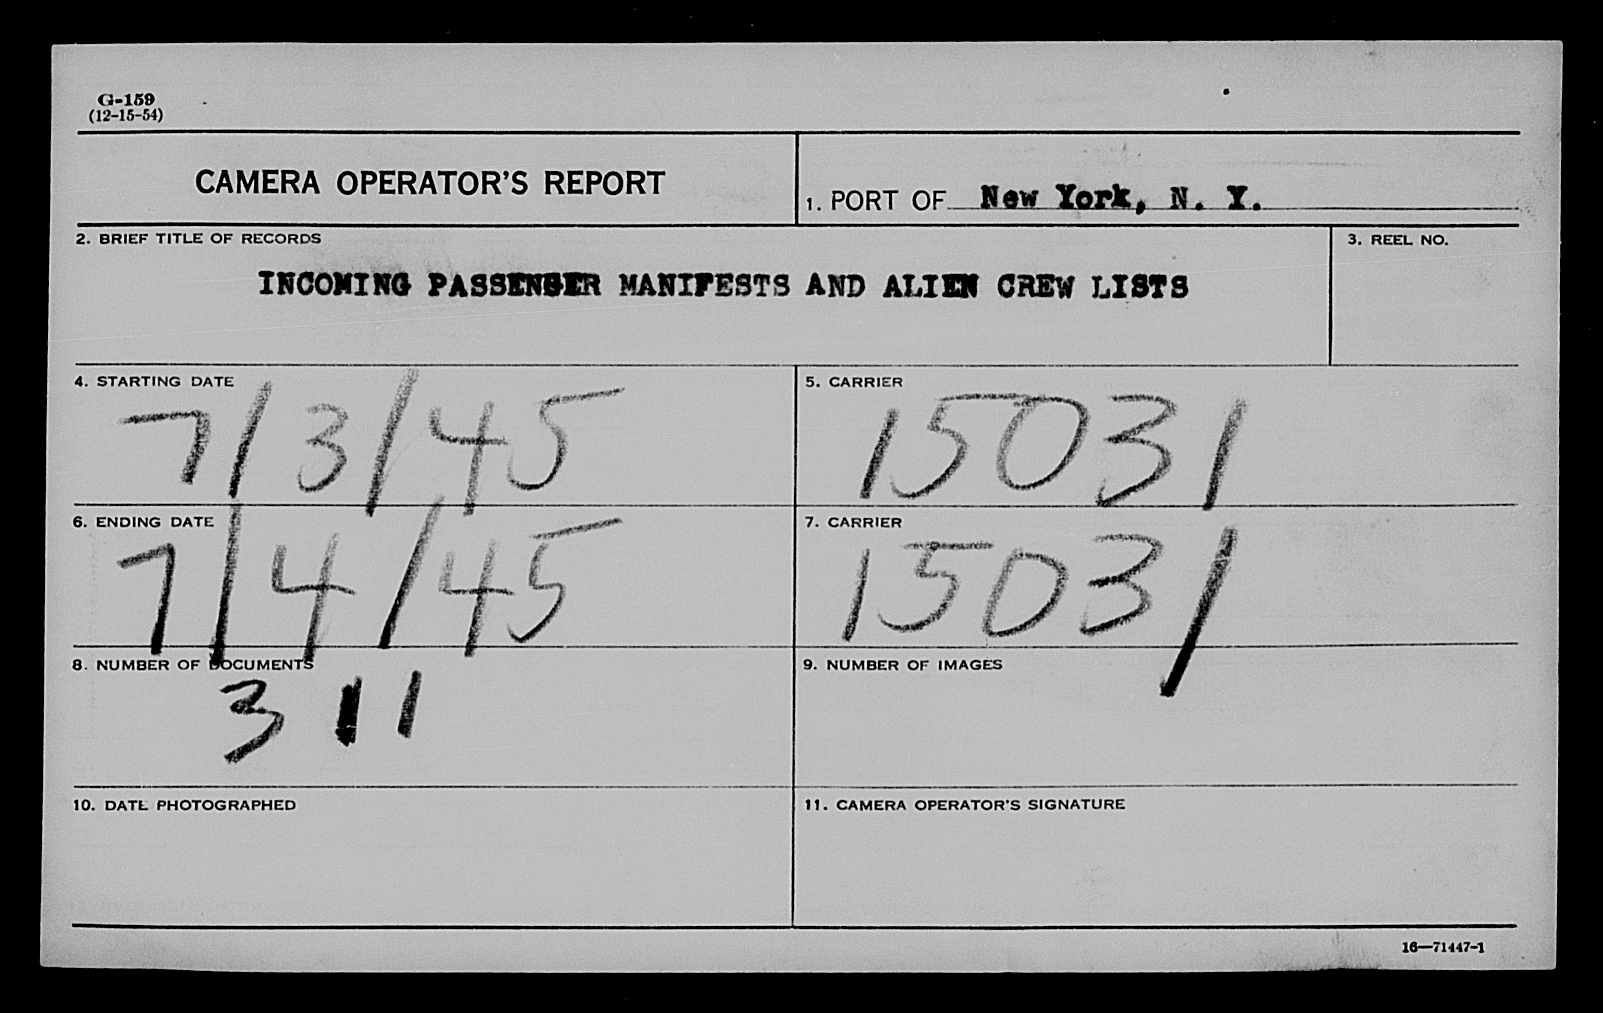 G-159
(12-15-54)
CAMERA OPERATOR'S REPORT
1. PORT OF New York, N. Y.
2. BRIEF TITLE OF RECORDS
3. REEL NO.
INCOMING PASSENGER MANIFESTS AND ALIEN CREW LISTS
4. STARTING DATE
7/3/45
5. CARRIER
15031
6. ENDING DATE
7/4/45
7. CARRIER
15031
8. NUMBER OF DOCUMENTS
311
9. NUMBER OF IMAGES
10. DATE PHOTOGRAPHED
11. CAMERA OPERATOR'S SIGNATURE
16—71447-1